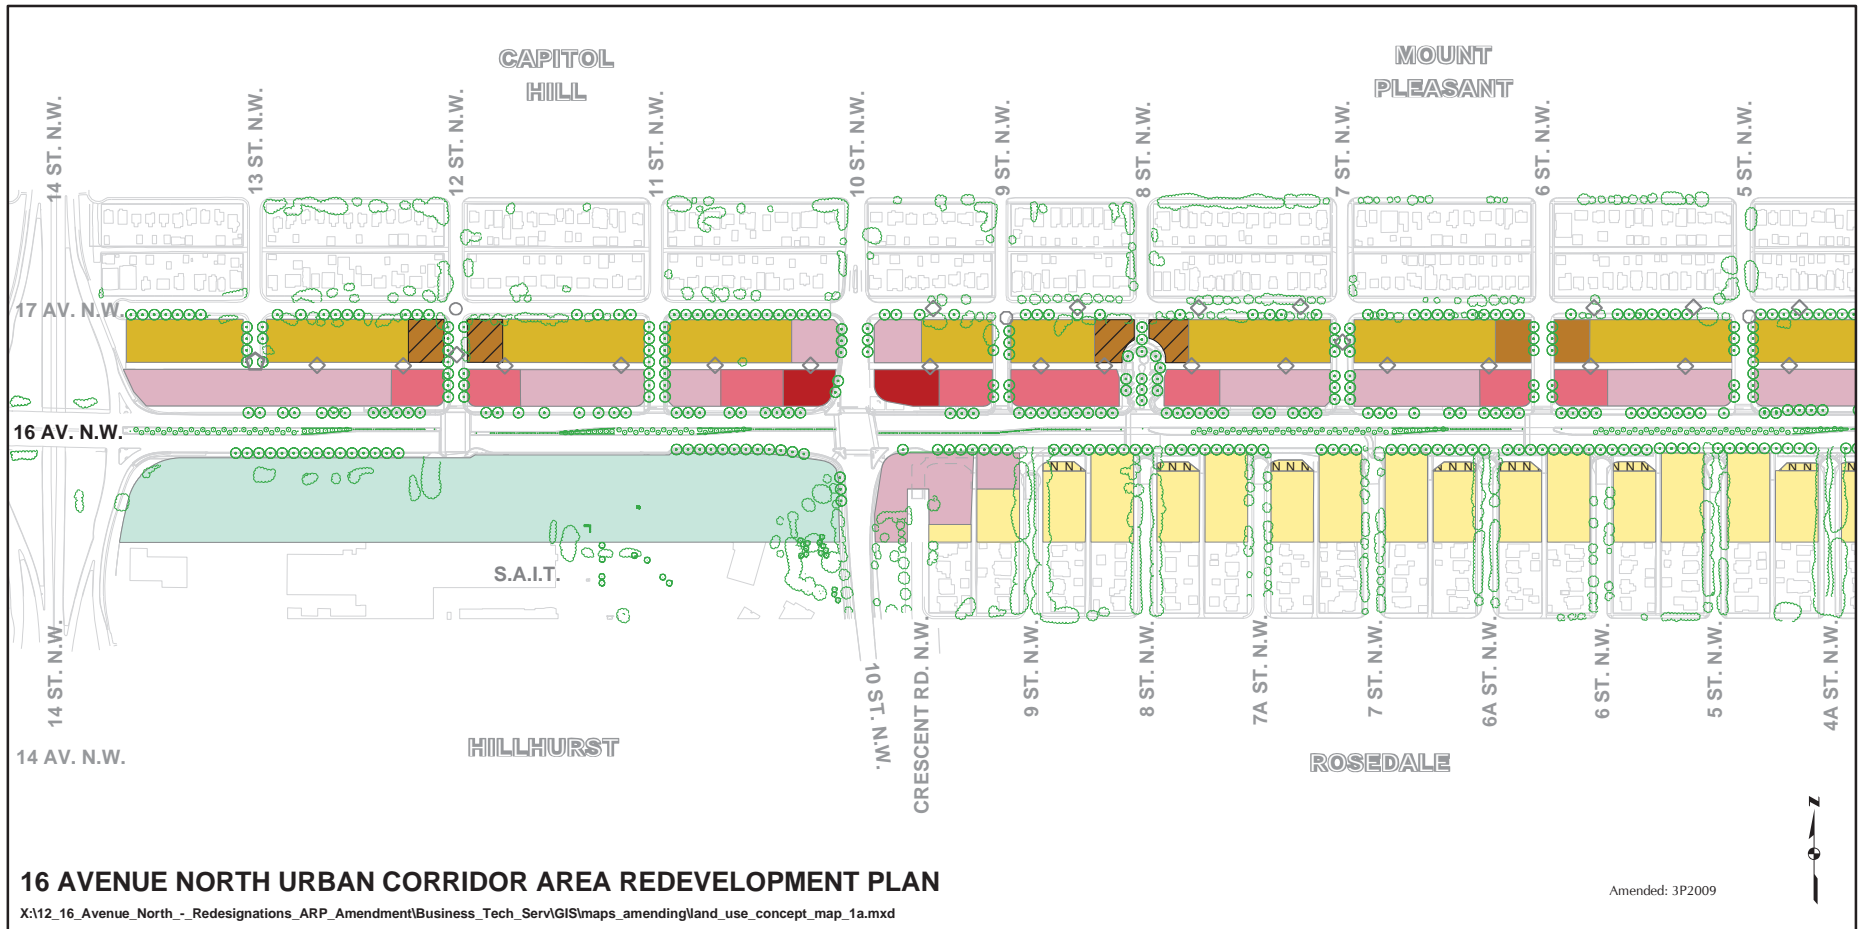 CAPITOL
HILL
MOUNT
PLEASANT
14 ST. N.W.
13 ST. N.W.
12 ST. N.W.
11 ST. N.W.
10 ST. N.W.
9 ST. N.W.
8 ST. N.W.
7 ST. N.W.
6 ST. N.W.
5 ST. N.W.
17 AV. N.W.
16 AV. N.W.
N N
N N N
N N N
N N N
N N N
N N N
N N
N
S.A.I.T.
14 ST. N.W.
10 ST. N.W.
CRESCENT RD. N.W.
9 ST. N.W.
8 ST. N.W.
7A ST. N.W.
7 ST. N.W.
6A ST. N.W.
6 ST. N.W.
5 ST. N.W.
4A ST. N.W.
14 AV. N.W.
HILLHURST
ROSEDALE
N
16 AVENUE NORTH URBAN CORRIDOR AREA REDEVELOPMENT PLAN
Amended: 3P2009
X:\12_16_Avenue_North_-_Redesignations_ARP_Amendment\Business_Tech_Serv\GIS\maps_amending\land_use_concept_map_1a.mxd